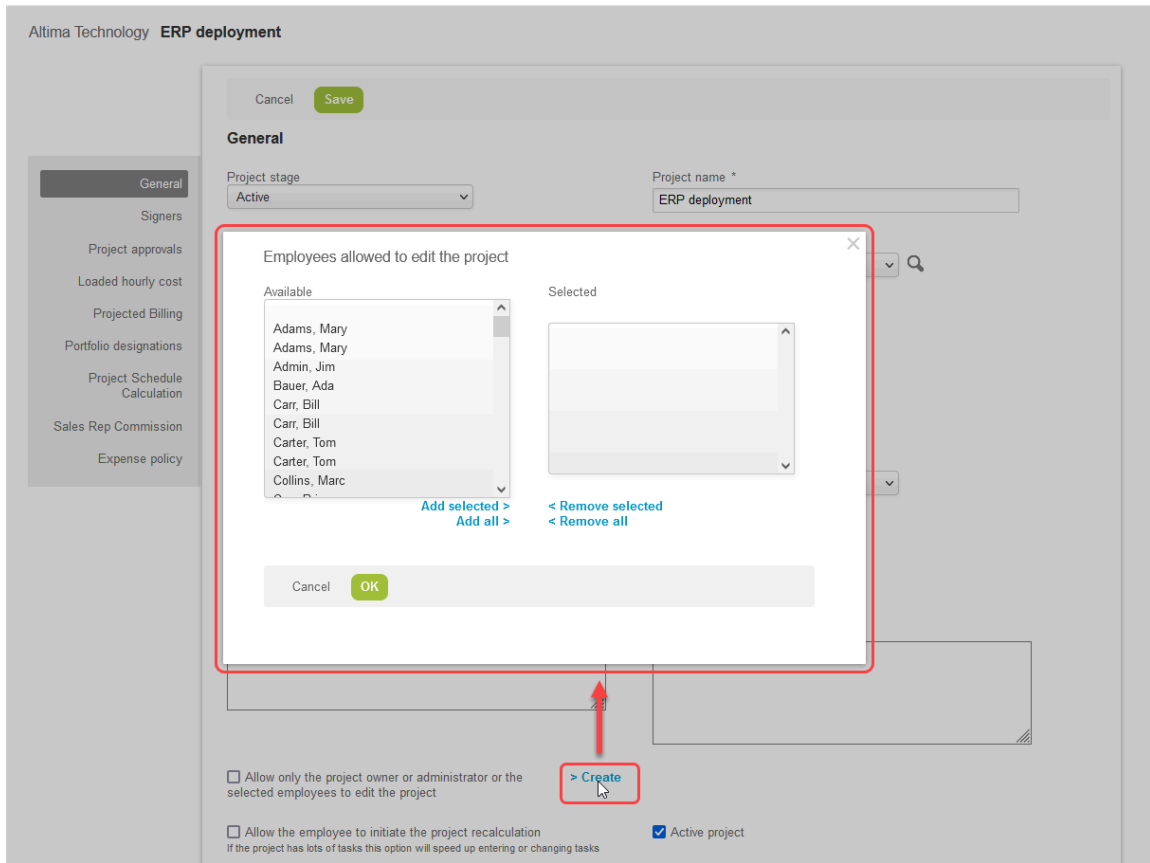 Altima Technology ERP deployment
Cancel Save
General
General
Signers
Project approvals
Loaded hourly cost
Projected Billing
Portfolio designations
Project Schedule
Calculation
Sales Rep Commission
Expense policy
Project stage
Active
Project name *
ERP deployment
Employees allowed to edit the project
Available
Adams, Mary
Adams, Mary
Admin, Jim
Bauer, Ada
Carr, Bill
Carr, Bill
Carter, Tom
Carter, Tom
Collins, Marc
Selected
Add selected >
Add all >
< Remove selected
< Remove all
Cancel OK
Allow only the project owner or administrator or the
selected employees to edit the project
> Create
Allow the employee to initiate the project recalculation
If the project has lots of tasks this option will speed up entering or changing tasks
Active project